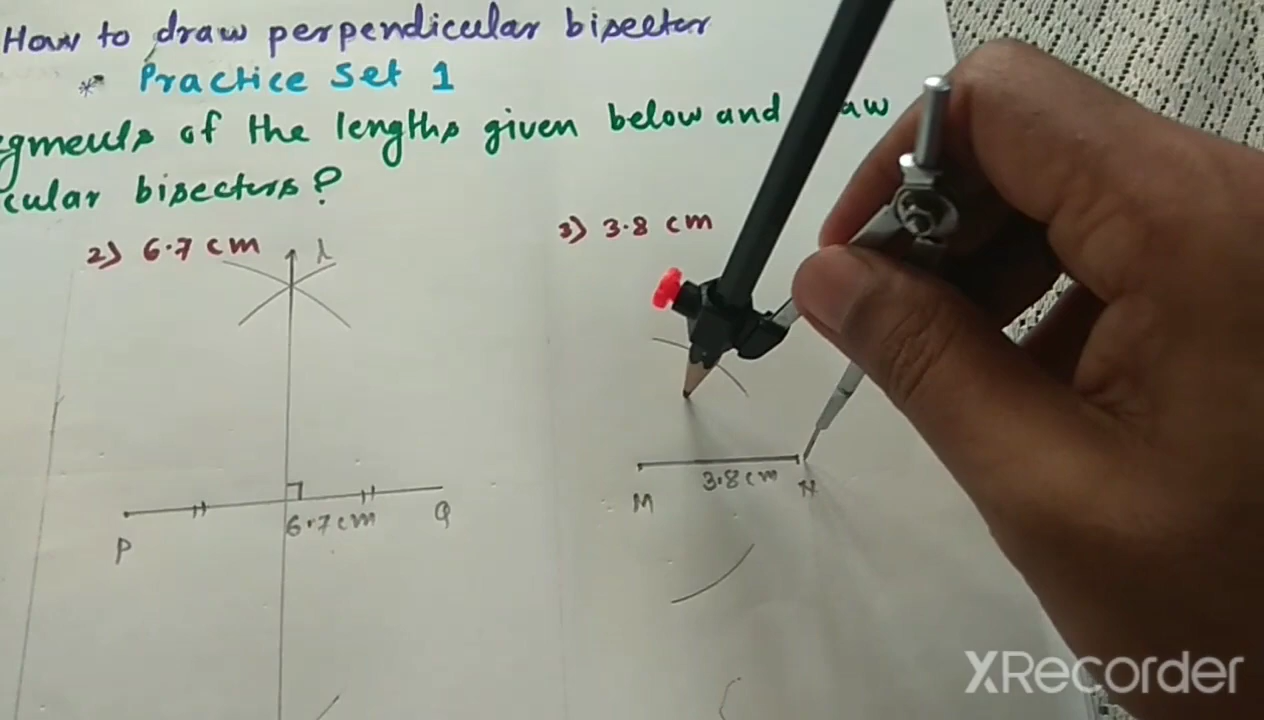 How to draw perpendicular bisector
* Practice Set 1
egments of the lengths given below and aw
cular bisectors?
2) 6.7 cm
l
3) 3.8 cm
6.7 cm
P
Q
3.8 cm
M
N
XRecorder